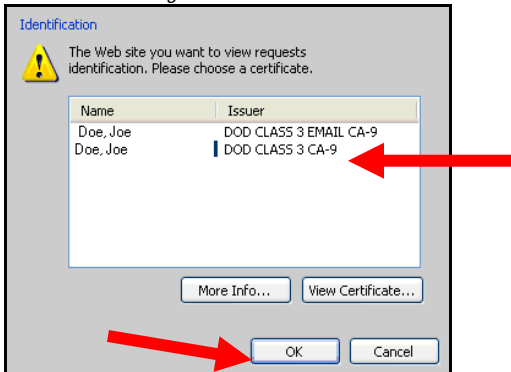 Identification
The Web site you want to view requests
identification. Please choose a certificate.
Name Issuer
Doe, Joe DOD CLASS 3 EMAIL CA-9
Doe, Joe DOD CLASS 3 CA-9
More Info... View Certificate...
OK Cancel